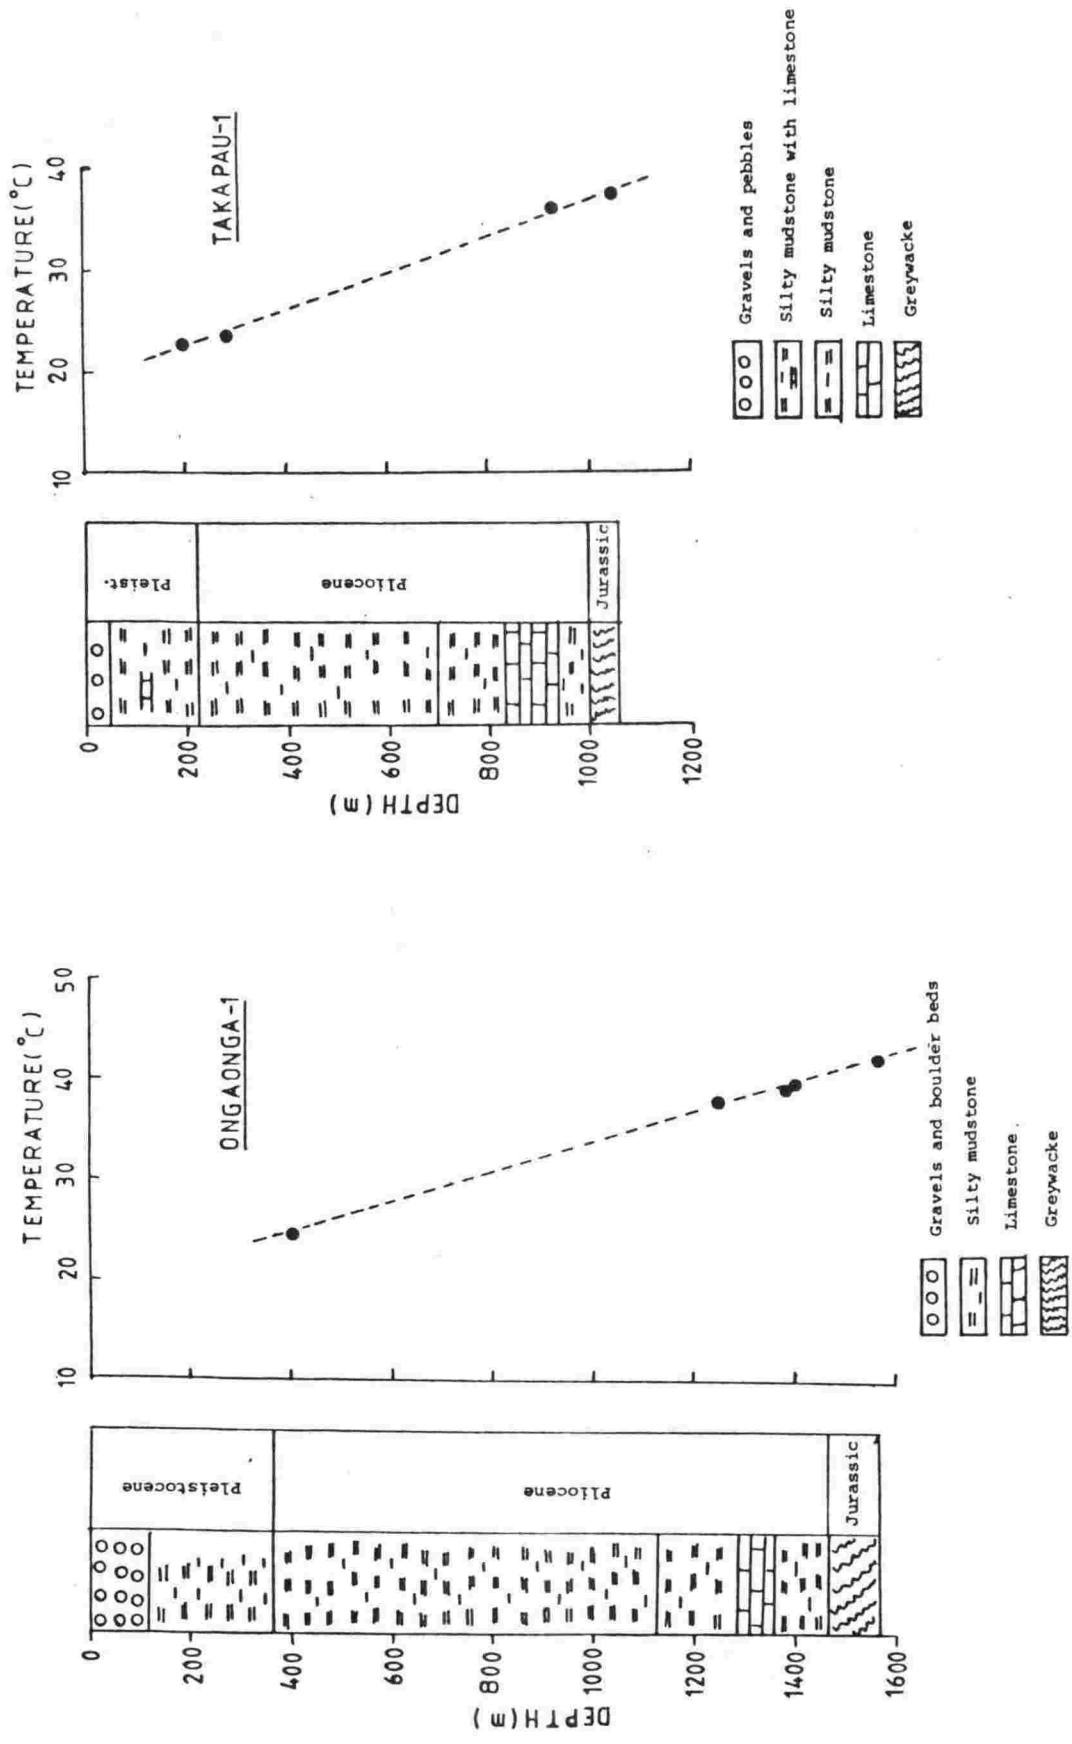 TEMPERATURE(°C)
10 20 30 40 50
ONGAONGA-1
DEPTH(m)
0
200
400
600
800
1000
1200
1400
1600
Pleistocene
Pliocene
Jurassic
Gravels and boulder beds
Silty mudstone
Limestone.
Greywacke
TEMPERATURE(°C)
10 20 30 40
TAKAPAU-1
DEPTH(m)
0
200
400
600
800
1000
1200
Pleist.
Pliocene
Jurassic
Gravels and pebbles
Silty mudstone with limestone
Silty mudstone
Limestone
Greywacke